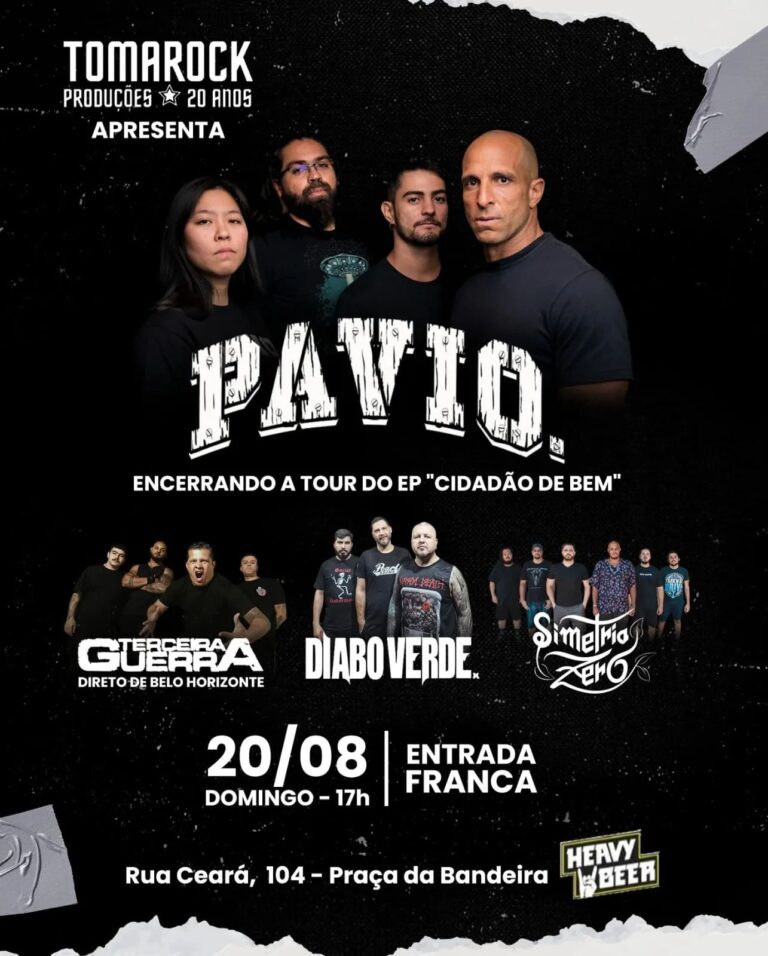 TOMAROCK
PRODUÇÕES ☆ 20 ANOS
APRESENTA
PAVIO.
ENCERRANDO A TOUR DO EP "CIDADÃO DE BEM"
TERCEIRA
GUERRA
DIRETO DE BELO HORIZONTE
DIABO VERDE
Simetria
Zero
20/08
DOMINGO - 17h
ENTRADA
FRANCA
Rua Ceará, 104 - Praça da Bandeira
HEAVY
BEER